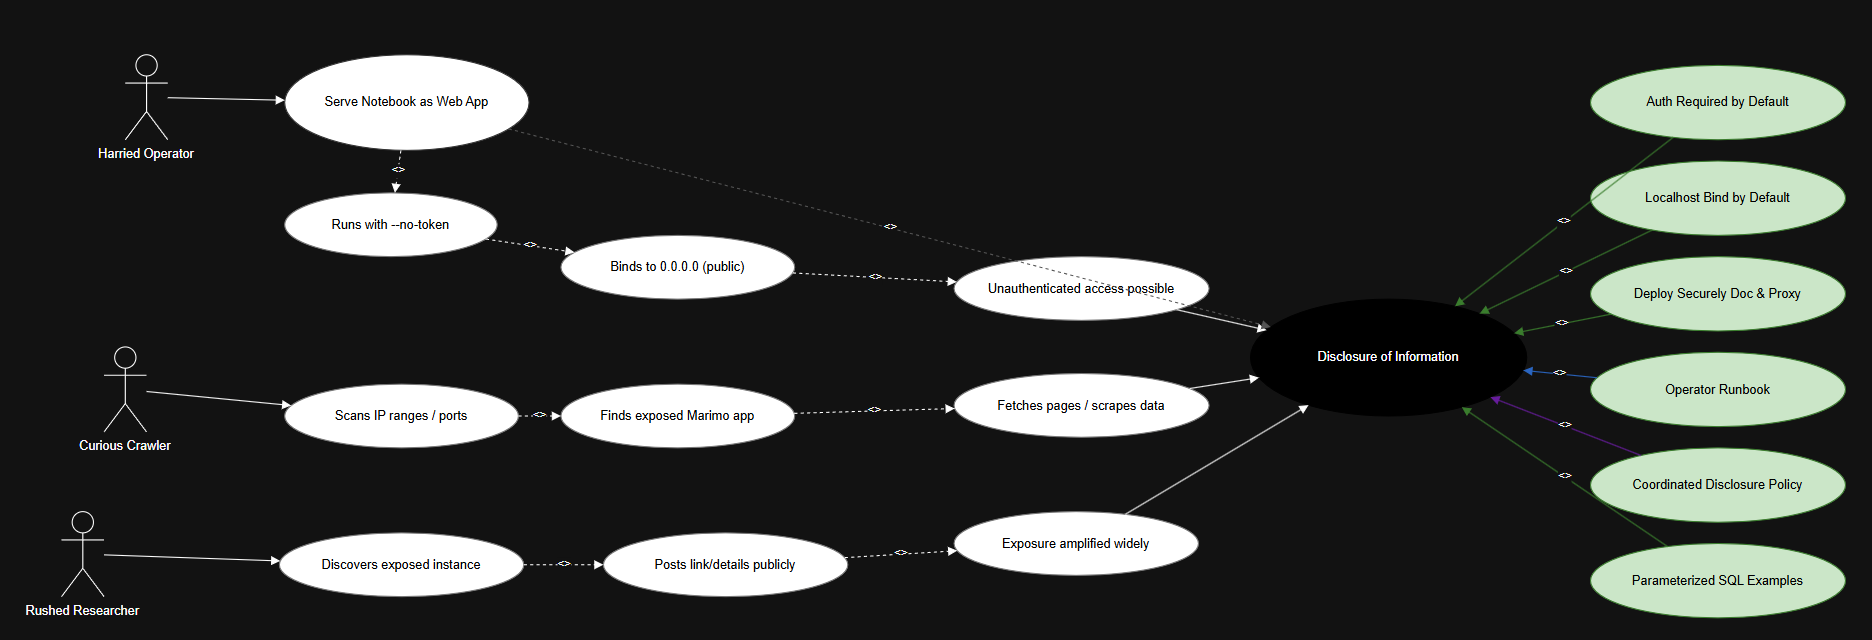 Harried Operator
Serve Notebook as Web App
<>
Runs with --no-token
<>
Binds to 0.0.0.0 (public)
<>
Unauthenticated access possible
<>
Curious Crawler
Scans IP ranges / ports
<>
Finds exposed Marimo app
<>
Fetches pages / scrapes data
Rushed Researcher
Discovers exposed instance
<>
Posts link/details publicly
<>
Exposure amplified widely
Disclosure of Information
<>
Auth Required by Default
<>
Localhost Bind by Default
<>
Deploy Securely Doc & Proxy
<>
Operator Runbook
<>
Coordinated Disclosure Policy
<>
Parameterized SQL Examples